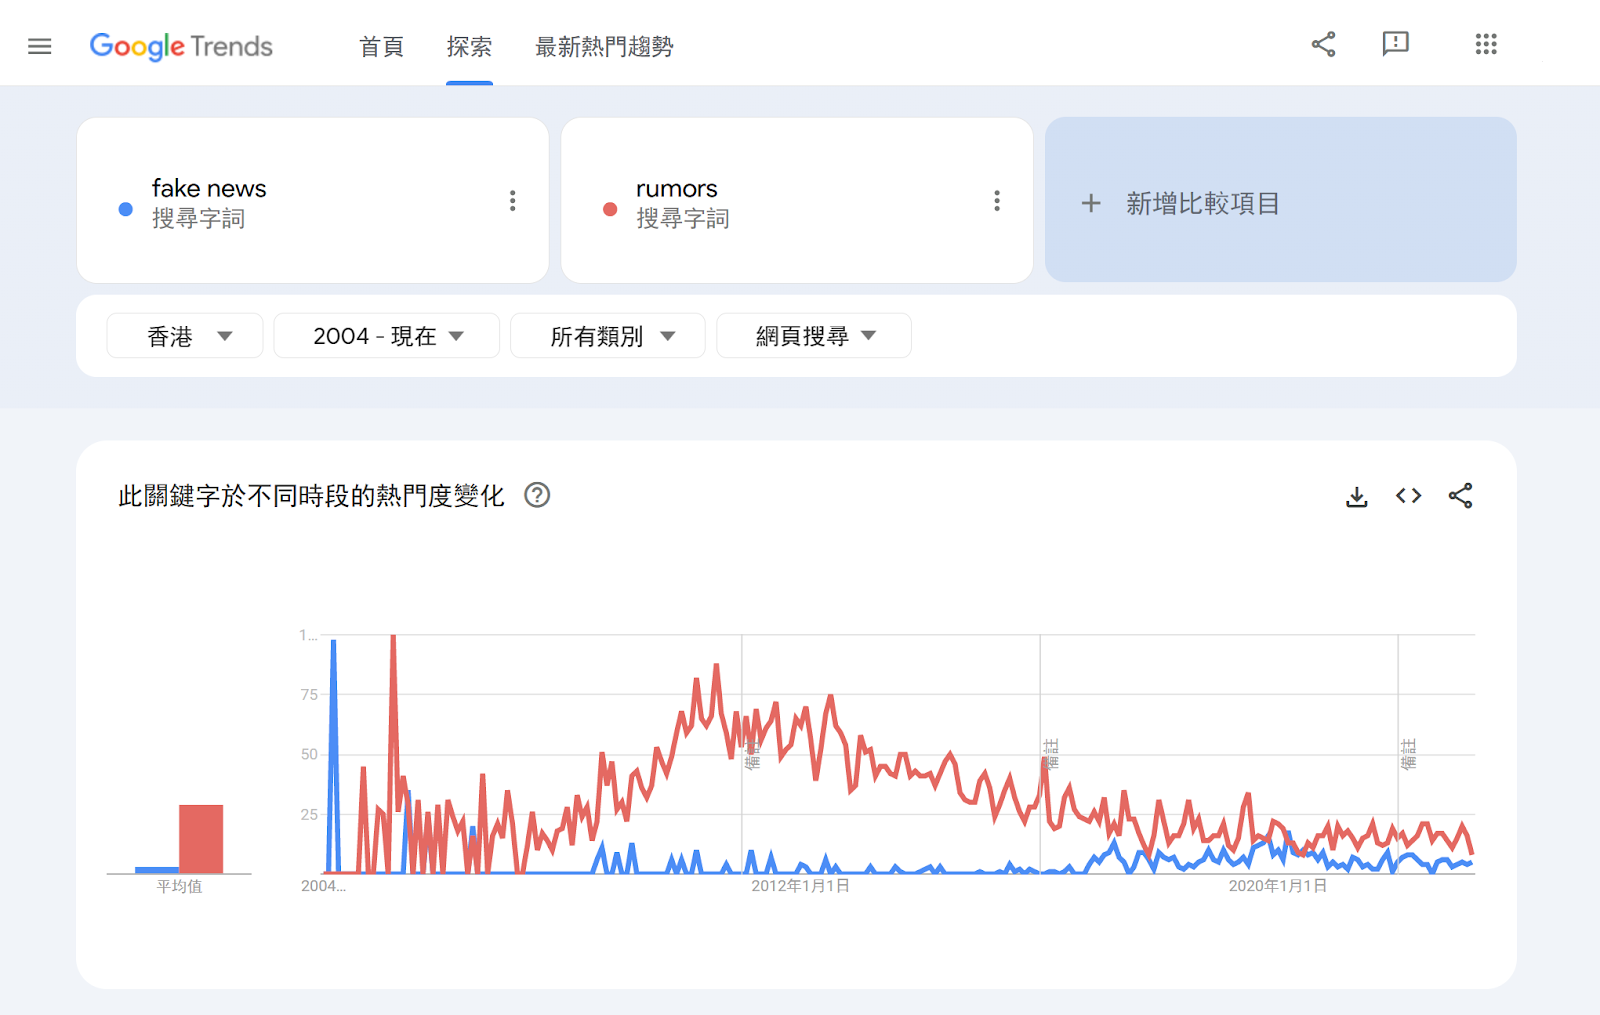 Google Trends 首頁 探索 最新熱門趨勢
fake news
搜尋字詞
rumors
搜尋字詞
+ 新增比較項目
香港 2004 - 現在 所有類別 網頁搜尋
此關鍵字於不同時段的熱門度變化
1...
75
50
25
備註
備註
備註
平均值
2004...
2012年1月1日
2020年1月1日